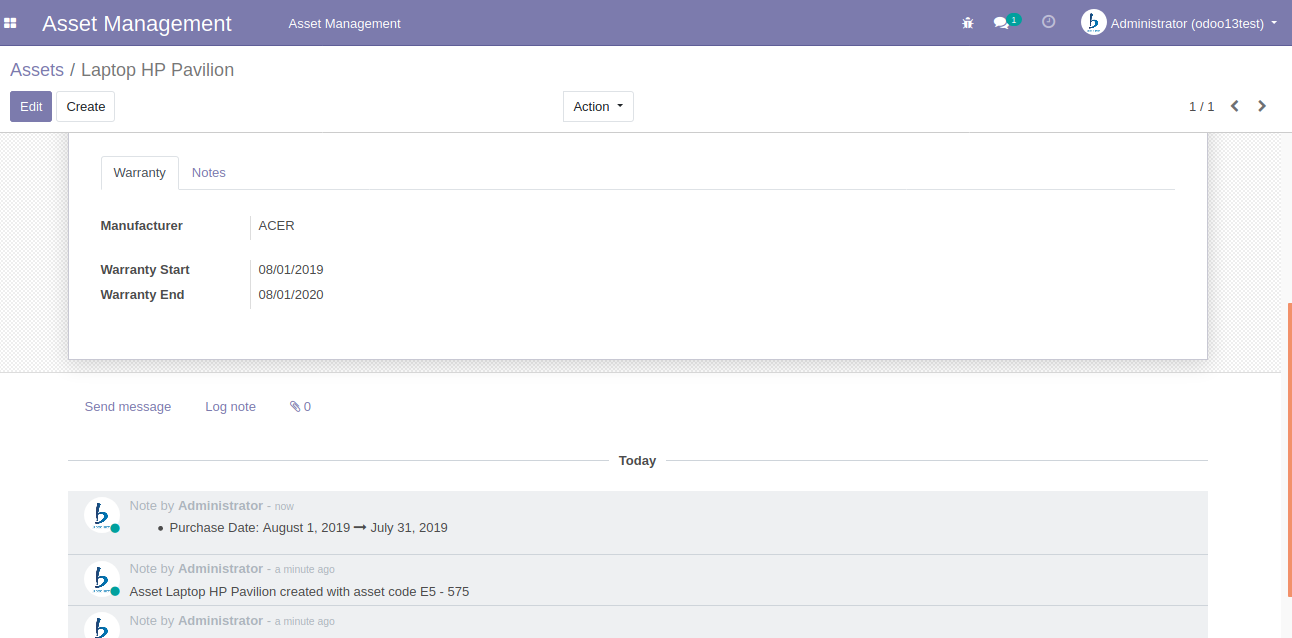 Asset Management Asset Management 1 Administrator (odoo13test)
Assets / Laptop HP Pavilion
Edit Create Action 1 / 1
Warranty Notes
Manufacturer ACER
Warranty Start 08/01/2019
Warranty End 08/01/2020
Send message Log note 0
Today
Note by Administrator - now
• Purchase Date: August 1, 2019 ➞ July 31, 2019
Note by Administrator - a minute ago
Asset Laptop HP Pavilion created with asset code E5 - 575
Note by Administrator - a minute ago